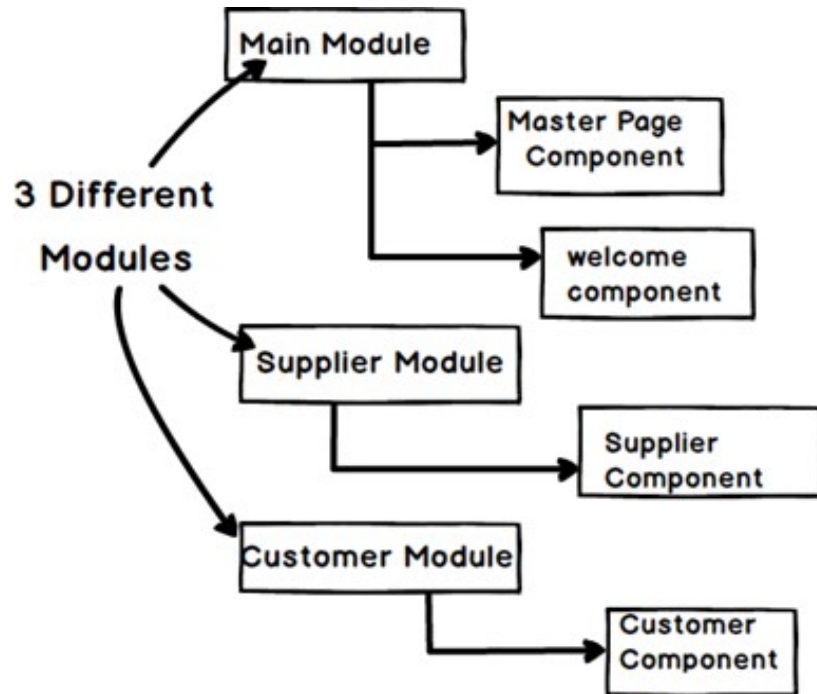 Main Module
Master Page
Component
3 Different
Modules
welcome
component
Supplier Module
Supplier
Component
Customer Module
Customer
Component